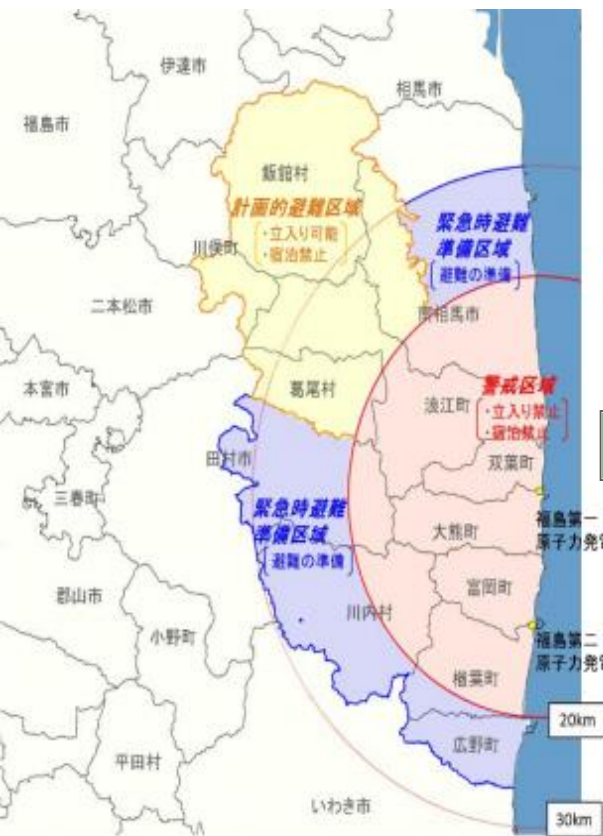 伊達市
相馬市
福島市
飯館村
計画的避難区域
・立入り可能
・宿泊禁止
緊急時避難
準備区域
避難の準備
川俣町
二本松市
南相馬市
本宮市
葛尾村
浪江町
警戒区域
・立入り禁止
・宿泊禁止
田村市
双葉町
三春町
緊急時避難
準備区域
避難の準備
大熊町
福島第一
原子力発電
郡山市
川内村
富岡町
小野町
福島第二
原子力発電
楢葉町
20km
広野町
平田村
いわき市
30km